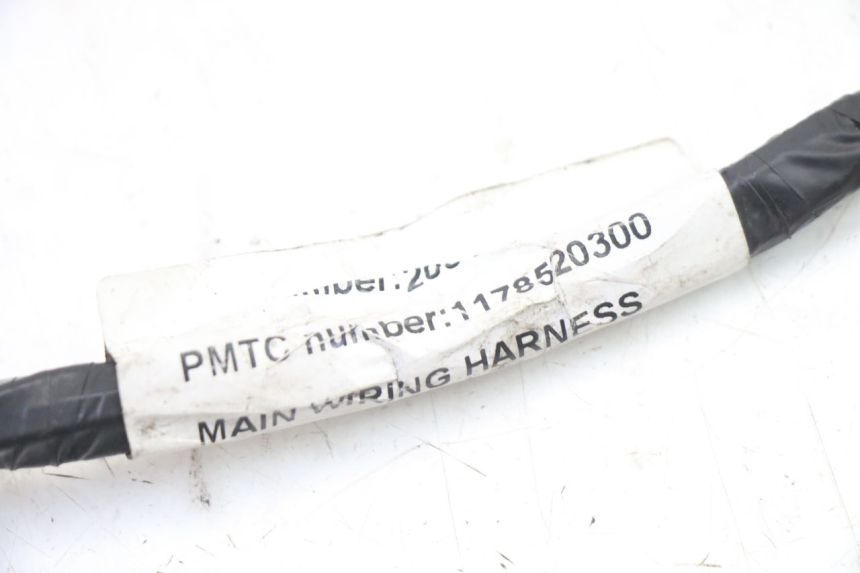 PMTC number:1178520300
MAIN WIRING HARNESS